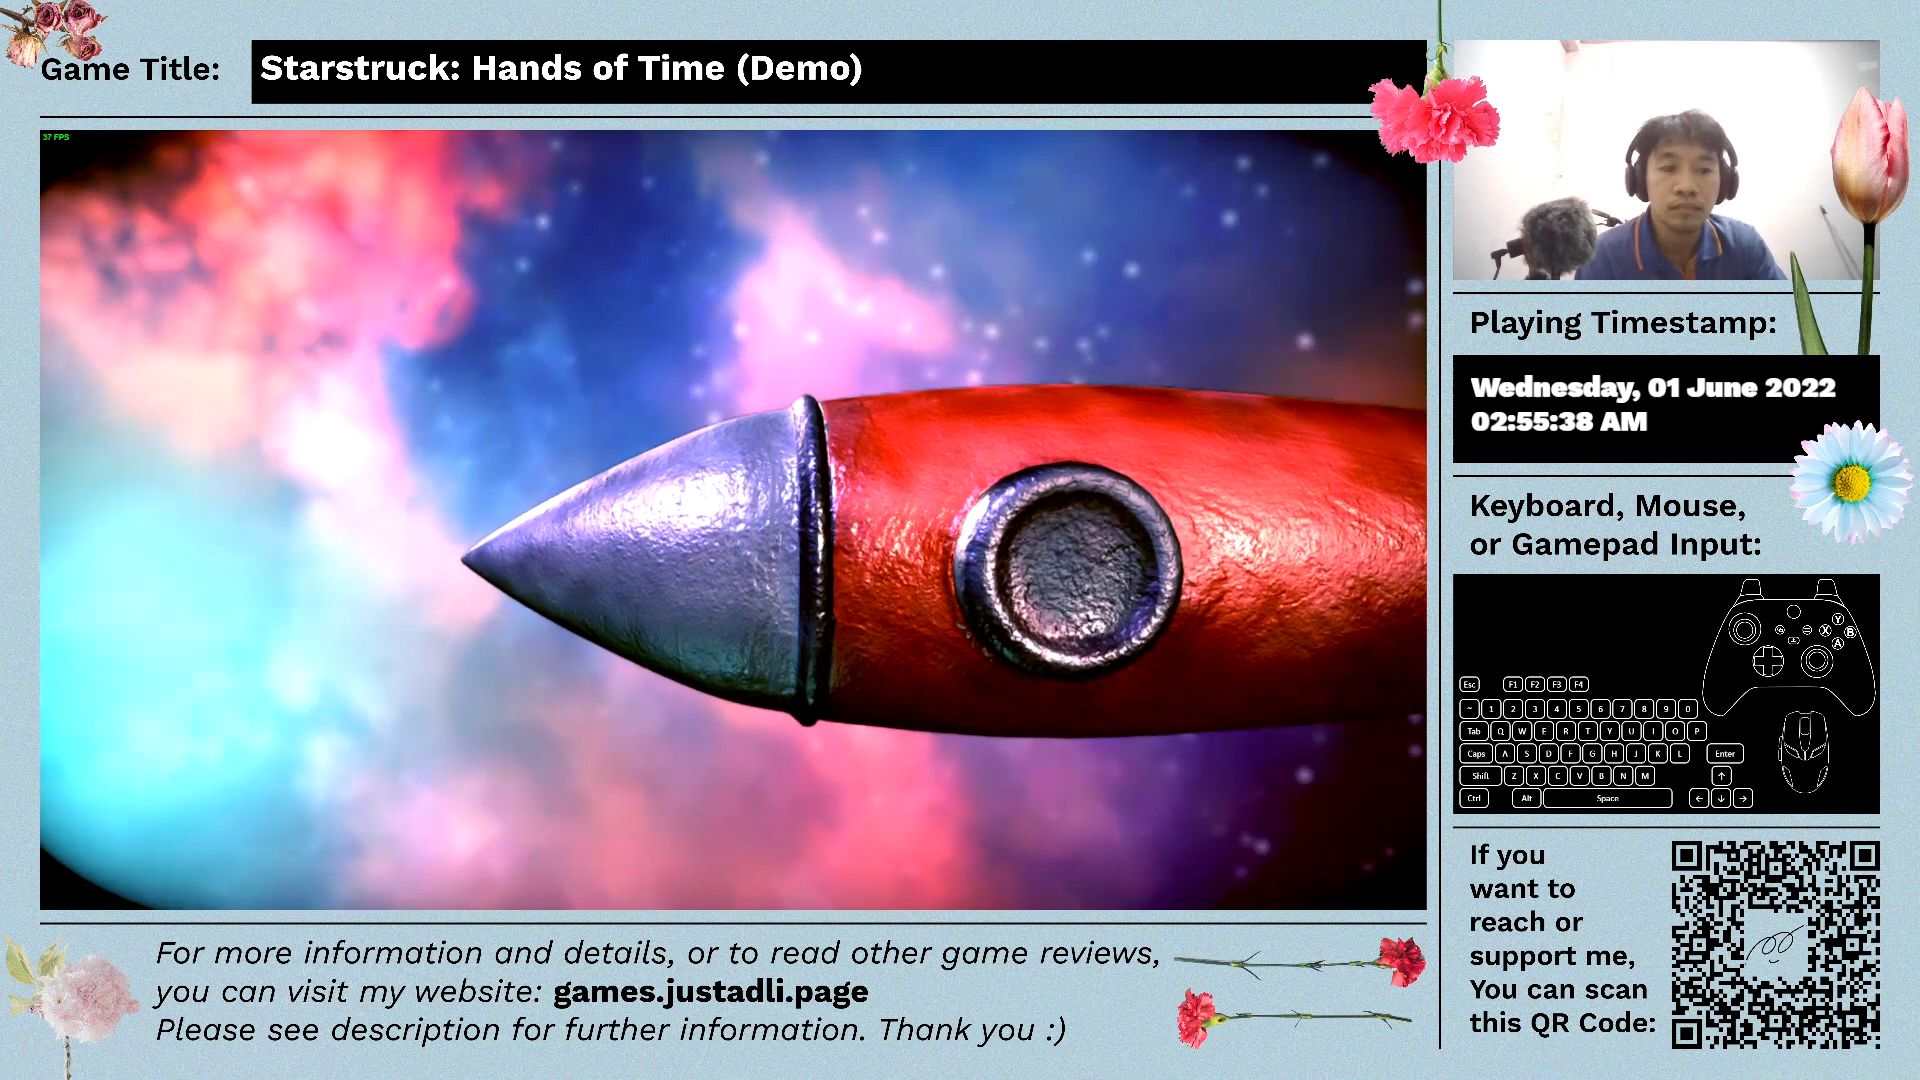 Game Title:
Starstruck: Hands of Time (Demo)
37 FPS
Playing Timestamp:
Wednesday, 01 June 2022
02:55:38 AM
Keyboard, Mouse,
or Gamepad Input:
Y
X B
A
Esc F1 F2 F3 F4
~ 1 2 3 4 5 6 7 8 9 0
Tab Q W E R T Y U I O P
Caps A S D F G H J K L Enter
Shift Z X C V B N M ↑
Ctrl Alt Space ← ↓ →
For more information and details, or to read other game reviews,
you can visit my website: games.justadli.page
Please see description for further information. Thank you :)
If you
want to
reach or
support me,
You can scan
this QR Code: